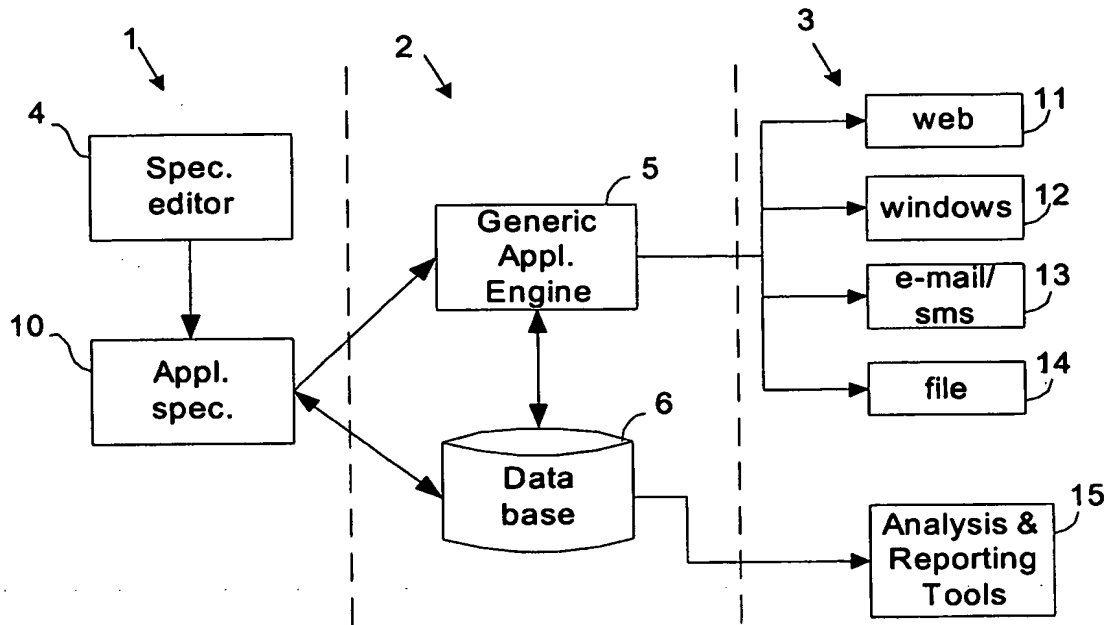 1
4
Spec.
editor
10
Appl.
spec.
2
5
Generic
Appl.
Engine
6
Data
base
3
web
11
windows
12
e-mail/
sms
13
file
14
Analysis &
Reporting
Tools
15